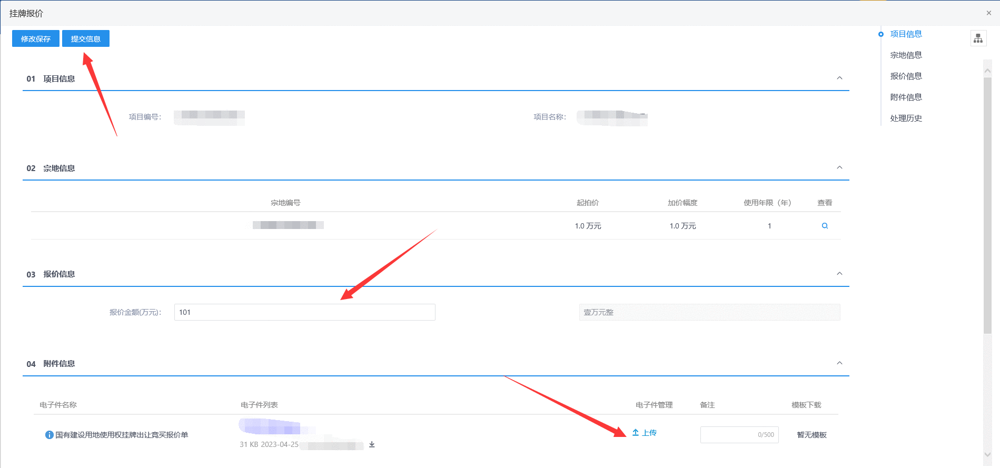 挂牌报价
修改保存 提交信息
项目信息
宗地信息
报价信息
附件信息
处理历史
01 项目信息
项目编号： 项目名称：
02 宗地信息
宗地编号 起拍价 加价幅度 使用年限（年） 查看
1.0 万元 1.0 万元 1
03 报价信息
报价金额(万元)： 101 壹万元整
04 附件信息
电子件名称 电子件列表 电子件管理 备注 模板下载
国有建设用地使用权挂牌出让竞买报价单 上传 0/500 暂无模板
31 KB 2023-04-25